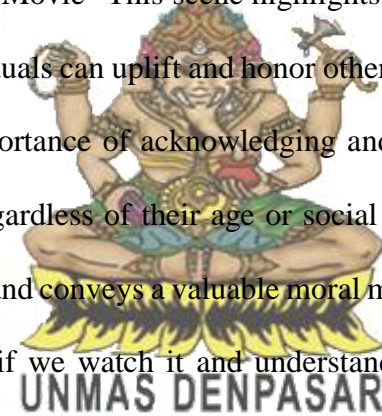 Movie" This scene highlights
uals can uplift and honor other
ortance of acknowledging and
gardless of their age or social
and conveys a valuable moral m
if we watch it and understand
UNMAS DENPASAR